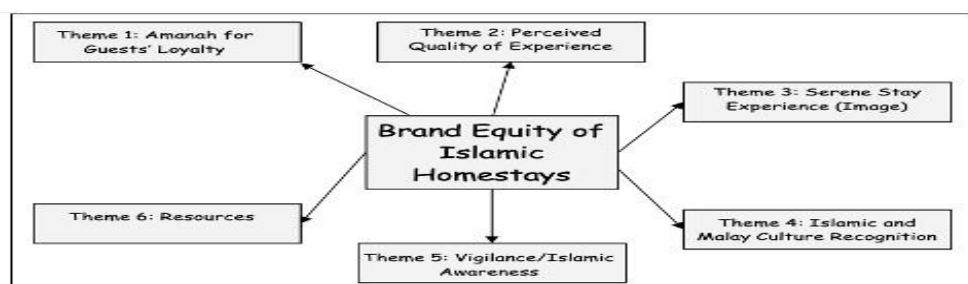 Theme 1: Amanah for
Guests' Loyalty
Theme 2: Perceived
Quality of Experience
Theme 3: Serene Stay
Experience (Image)
Brand Equity of
Islamic
Homestays
Theme 6: Resources
Theme 4: Islamic and
Malay Culture Recognition
Theme 5: Vigilance/Islamic
Awareness